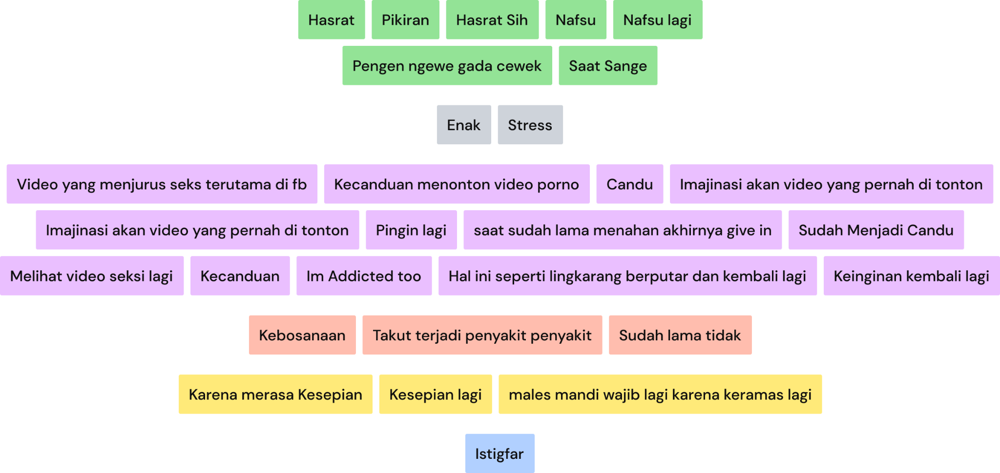 Hasrat Pikiran Hasrat Sih Nafsu Nafsu lagi
Pengen ngewe gada cewek Saat Sange
Enak Stress
Video yang menjurus seks terutama di fb Kecanduan menonton video porno Candu Imajinasi akan video yang pernah di tonton
Imajinasi akan video yang pernah di tonton Pingin lagi saat sudah lama menahan akhirnya give in Sudah Menjadi Candu
Melihat video seksi lagi Kecanduan Im Addicted too Hal ini seperti lingkarang berputar dan kembali lagi Keinginan kembali lagi
Kebosanaan Takut terjadi penyakit penyakit Sudah lama tidak
Karena merasa Kesepian Kesepian lagi males mandi wajib lagi karena keramas lagi
Istigfar